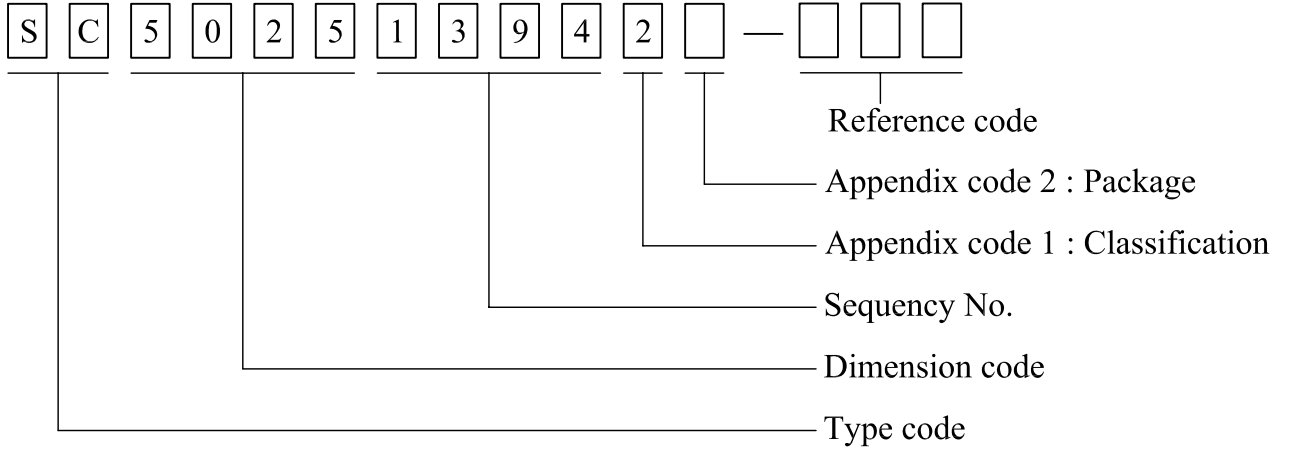 S C 5 0 2 5 1 3 9 4 2 —
Reference code
Appendix code 2 : Package
Appendix code 1 : Classification
Sequency No.
Dimension code
Type code